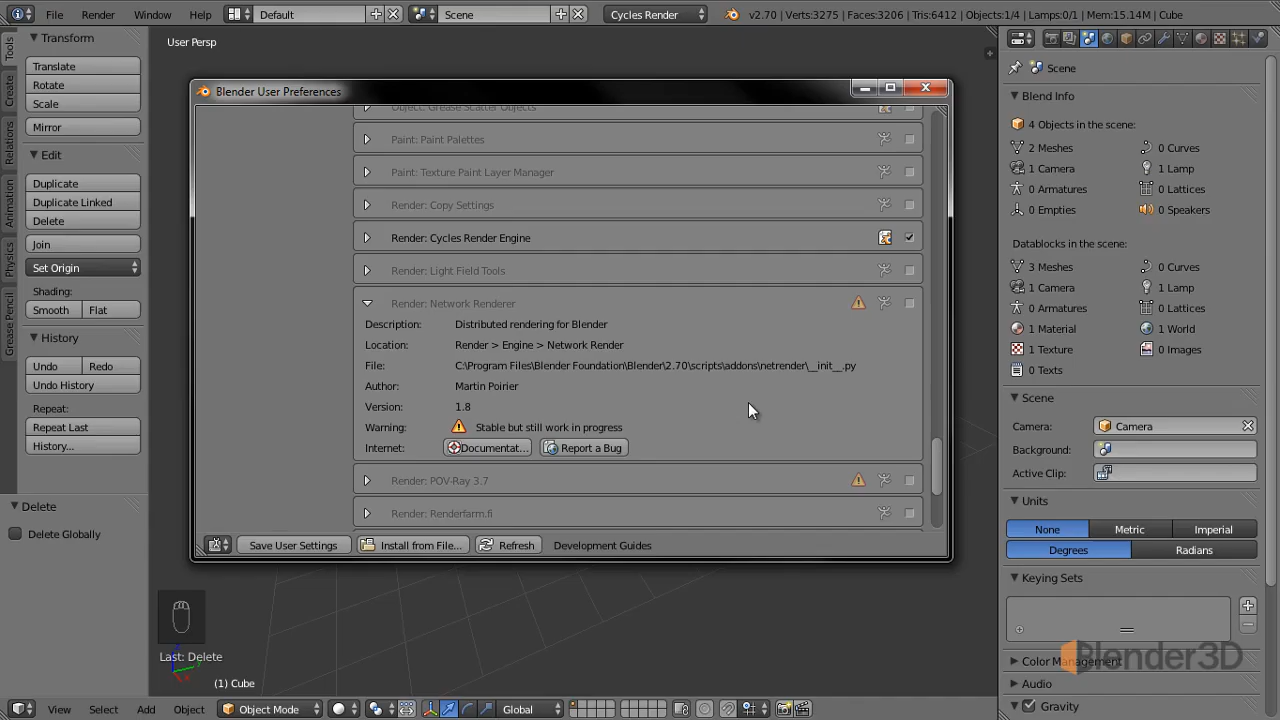 File Render Window Help Default Scene Cycles Render v2.70 | Verts:3275 | Faces:3206 | Tris:6412 | Objects:1/4 | Lamps:0/1 | Mem:15.14M | Cube
Tools
Create
Relations
Animation
Physics
Grease Pencil
Transform
Translate
Rotate
Scale
Mirror
Edit
Duplicate
Duplicate Linked
Delete
Join
Set Origin
Shading:
Smooth Flat
History
Undo Redo
Undo History
Repeat:
Repeat Last
History...
Delete
Delete Globally
User Persp
Blender User Preferences
Object: Grease Scatter Objects
Paint: Paint Palettes
Paint: Texture Paint Layer Manager
Render: Copy Settings
Render: Cycles Render Engine
Render: Light Field Tools
Render: Network Renderer
Description: Distributed rendering for Blender
Location: Render > Engine > Network Render
File: C:\Program Files\Blender Foundation\Blender\2.70\scripts\addons\netrender\__init__.py
Author: Martin Poirier
Version: 1.8
Warning: Stable but still work in progress
Internet: Documentat... Report a Bug
Render: POV-Ray 3.7
Render: Renderfarm.fi
Save User Settings Install from File... Refresh Development Guides
Last: Delete
(1) Cube
View Select Add Object Object Mode Global
Scene
Blend Info
4 Objects in the scene:
2 Meshes 0 Curves
1 Camera 1 Lamp
0 Armatures 0 Lattices
0 Empties 0 Speakers
Datablocks in the scene:
3 Meshes 0 Curves
1 Camera 1 Lamp
0 Armatures 0 Lattices
1 Material 1 World
1 Texture 0 Images
0 Texts
Scene
Camera: Camera
Background:
Active Clip:
Units
None Metric Imperial
Degrees Radians
Keying Sets
Color Management
Audio
Gravity
Blender3D